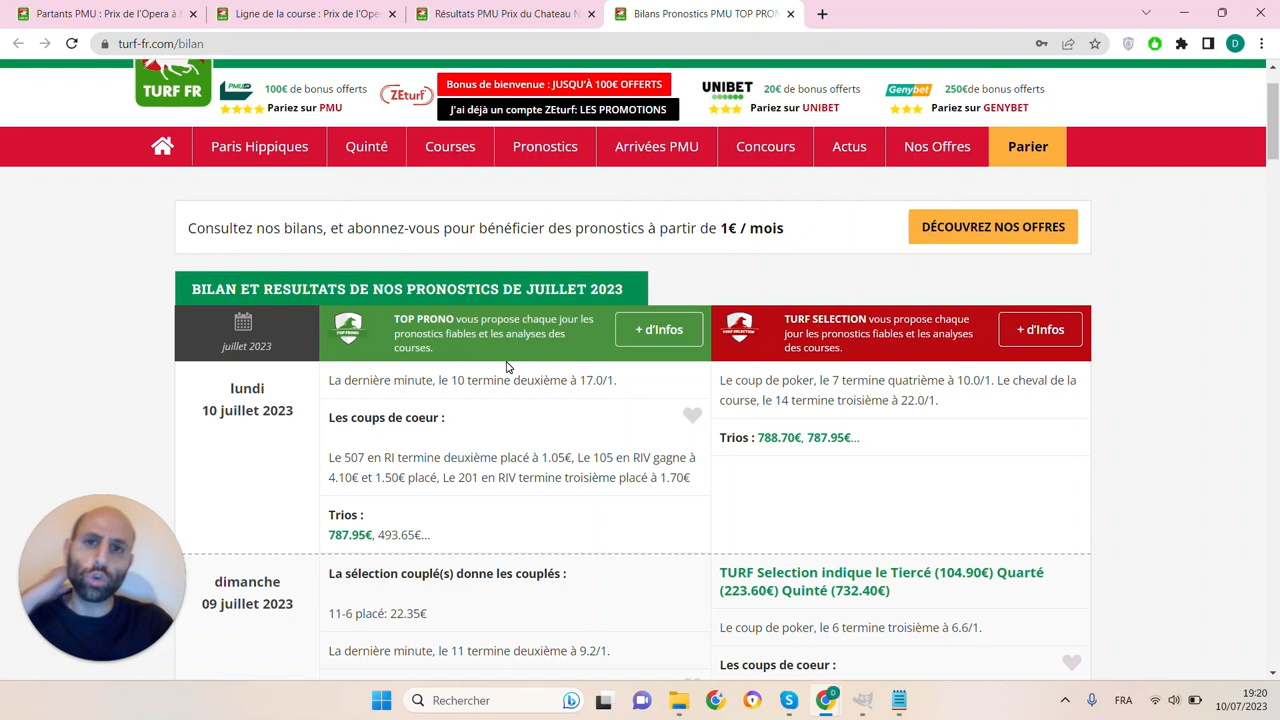 Partants PMU : Prix de l'Opera à
Ligne de la course : Prix de l'Ope
Résultats PMU Prix du Chateau N
Bilans Pronostics PMU TOP PRON
turf-fr.com/bilan
TURF FR
PMU
100€ de bonus offerts
Pariez sur PMU
ZEturf
Bonus de bienvenue : JUSQU'À 100€ OFFERTS
J'ai déjà un compte ZEturf: LES PROMOTIONS
UNIBET
20€ de bonus offerts
Pariez sur UNIBET
Genybet
250€de bonus offerts
Pariez sur GENYBET
Paris Hippiques
Quinté
Courses
Pronostics
Arrivées PMU
Concours
Actus
Nos Offres
Parier
Consultez nos bilans, et abonnez-vous pour bénéficier des pronostics à partir de 1€ / mois
DÉCOUVREZ NOS OFFRES
BILAN ET RESULTATS DE NOS PRONOSTICS DE JUILLET 2023
juillet 2023
TOP PRONO
TOP PRONO vous propose chaque jour les
pronostics fiables et les analyses des
courses.
+ d'Infos
TURF SELECTION
TURF SELECTION vous propose chaque
jour les pronostics fiables et les analyses
des courses.
+ d'Infos
lundi
10 juillet 2023
La dernière minute, le 10 termine deuxième à 17.0/1.
Les coups de coeur :
Le 507 en RI termine deuxième placé à 1.05€, Le 105 en RIV gagne à
4.10€ et 1.50€ placé, Le 201 en RIV termine troisième placé à 1.70€
Trios :
787.95€, 493.65€...
Le coup de poker, le 7 termine quatrième à 10.0/1. Le cheval de la
course, le 14 termine troisième à 22.0/1.
Trios : 788.70€, 787.95€...
dimanche
09 juillet 2023
La sélection couplé(s) donne les couplés :
11-6 placé: 22.35€
La dernière minute, le 11 termine deuxième à 9.2/1.
TURF Selection indique le Tiercé (104.90€) Quarté
(223.60€) Quinté (732.40€)
Le coup de poker, le 6 termine troisième à 6.6/1.
Les coups de coeur :
Rechercher
FRA
19:20
10/07/2023